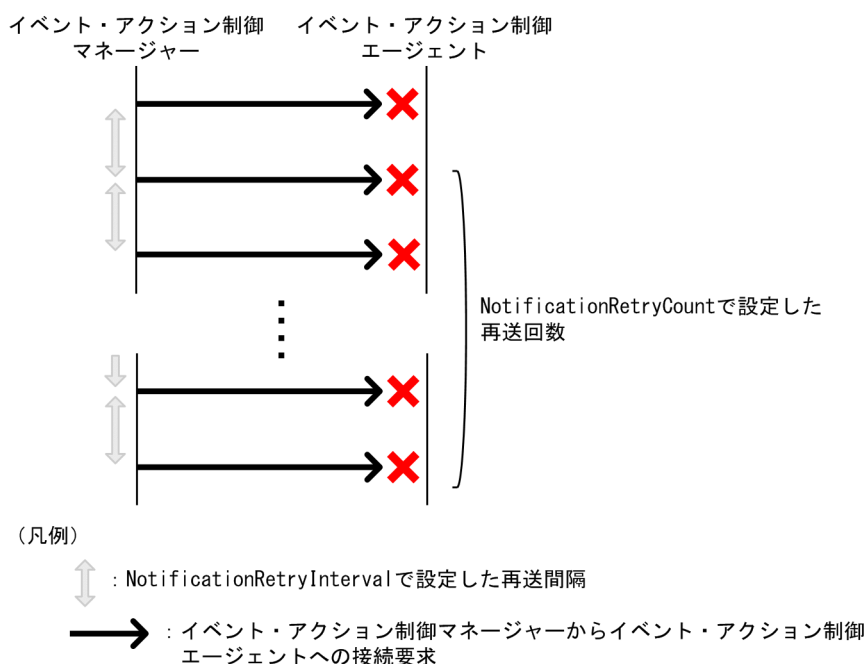 イベント・アクション制御
マネージャー
イベント・アクション制御
エージェント
NotificationRetryCountで設定した
再送回数
（凡例）
：NotificationRetryIntervalで設定した再送間隔
：イベント・アクション制御マネージャーからイベント・アクション制御
エージェントへの接続要求